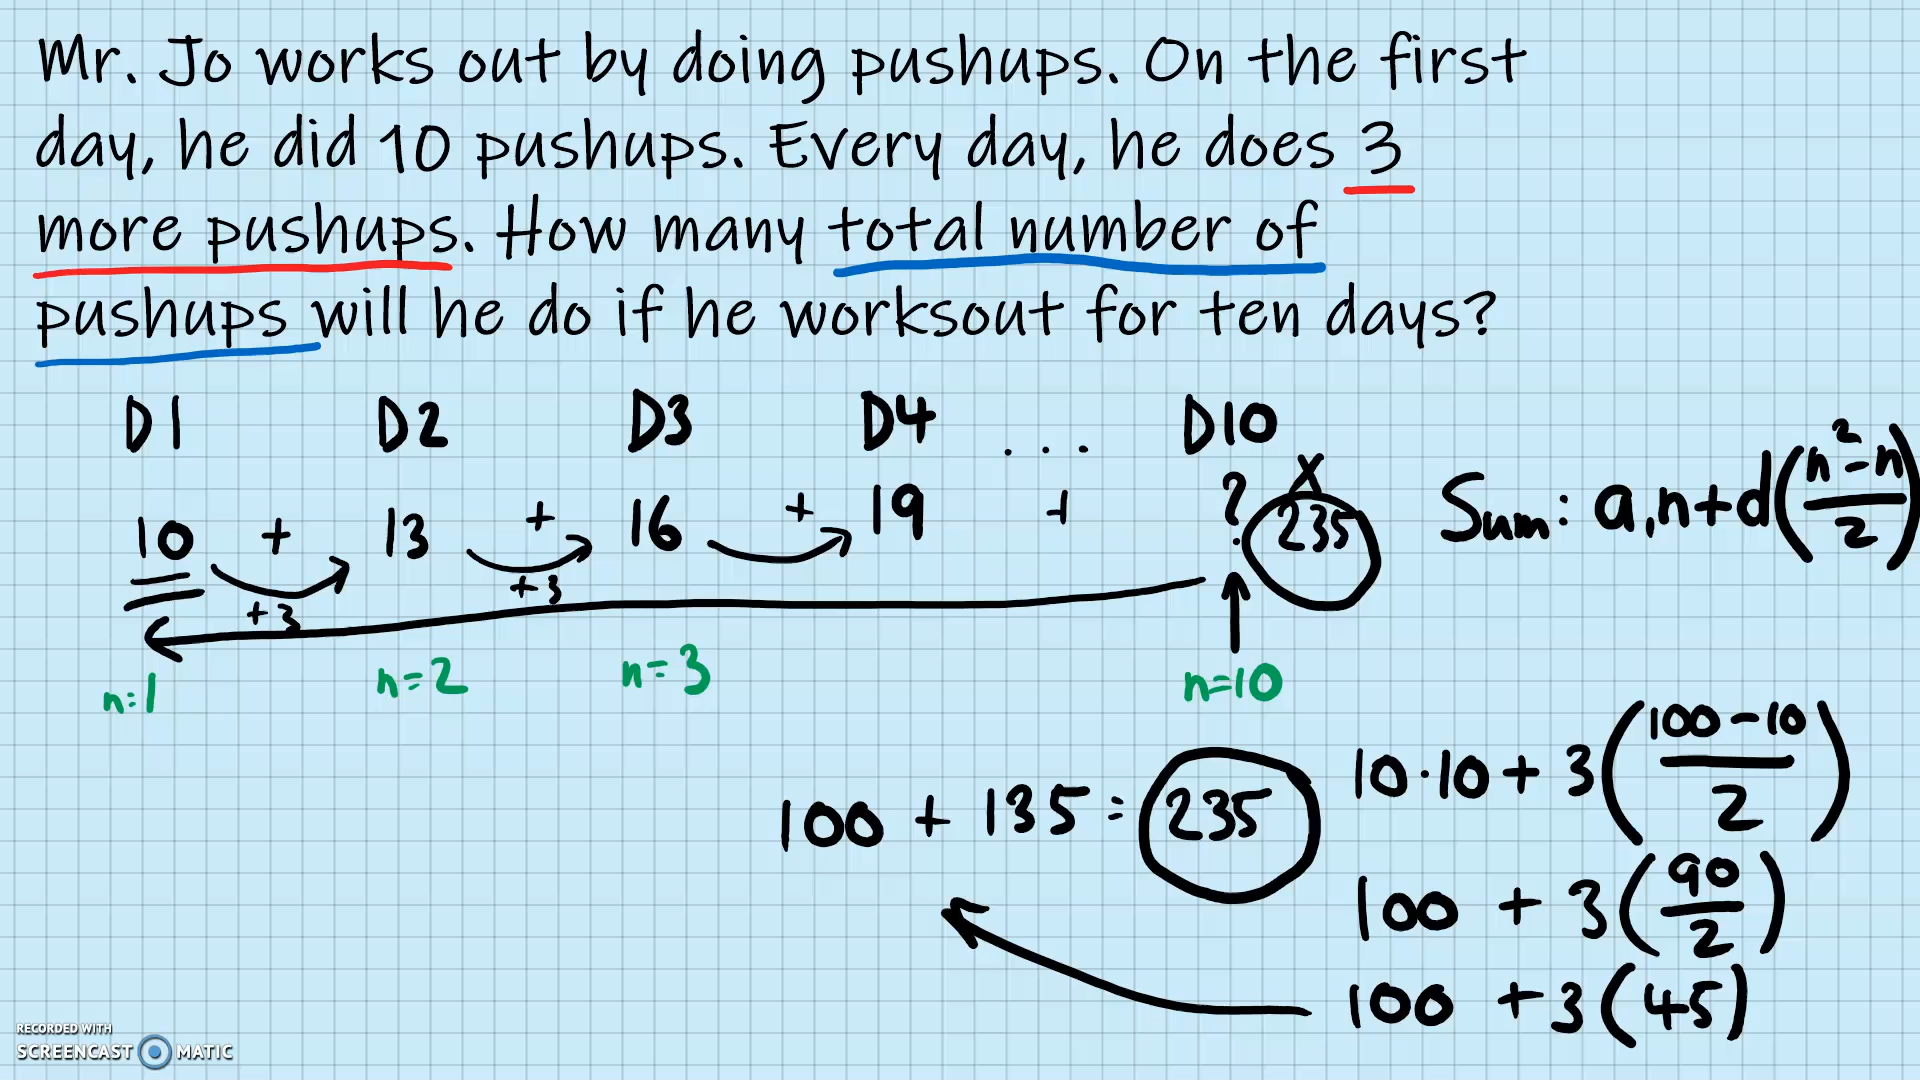 Mr. Jo works out by doing pushups. On the first
day, he did 10 pushups. Every day, he does 3
more pushups. How many total number of
pushups will he do if he worksout for ten days?
D1 D2 D3 D4 ... D10
10 + 13 + 16 + 19 + ? X 235
+3 +3
Sum: a,n+d(n²-n/2)
n=1 n=2 n=3 n=10
10·10+3(100-10/2)
100 + 3(90/2)
100 +3(45)
100 + 135 = 235
RECORDED WITH
SCREENCAST MATIC